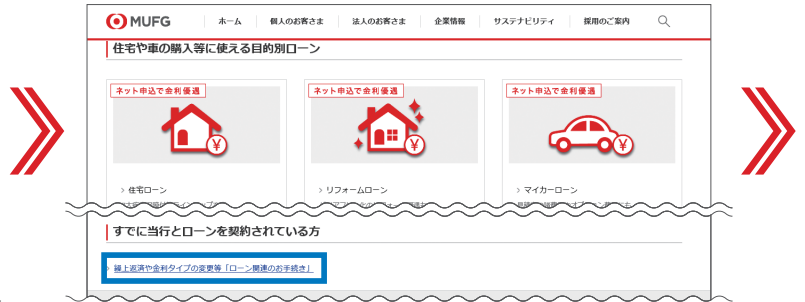 MUFG ホーム 個人のお客さま 法人のお客さま 企業情報 サステナビリティ 採用のご案内
住宅や車の購入等に使える目的別ローン
ネット申込で金利優遇 ネット申込で金利優遇 ネット申込で金利優遇
¥ ¥ ¥
> 住宅ローン > リフォームローン > マイカーローン
すでに当行とローンを契約されている方
> 繰上返済や金利タイプの変更等「ローン関連のお手続き」